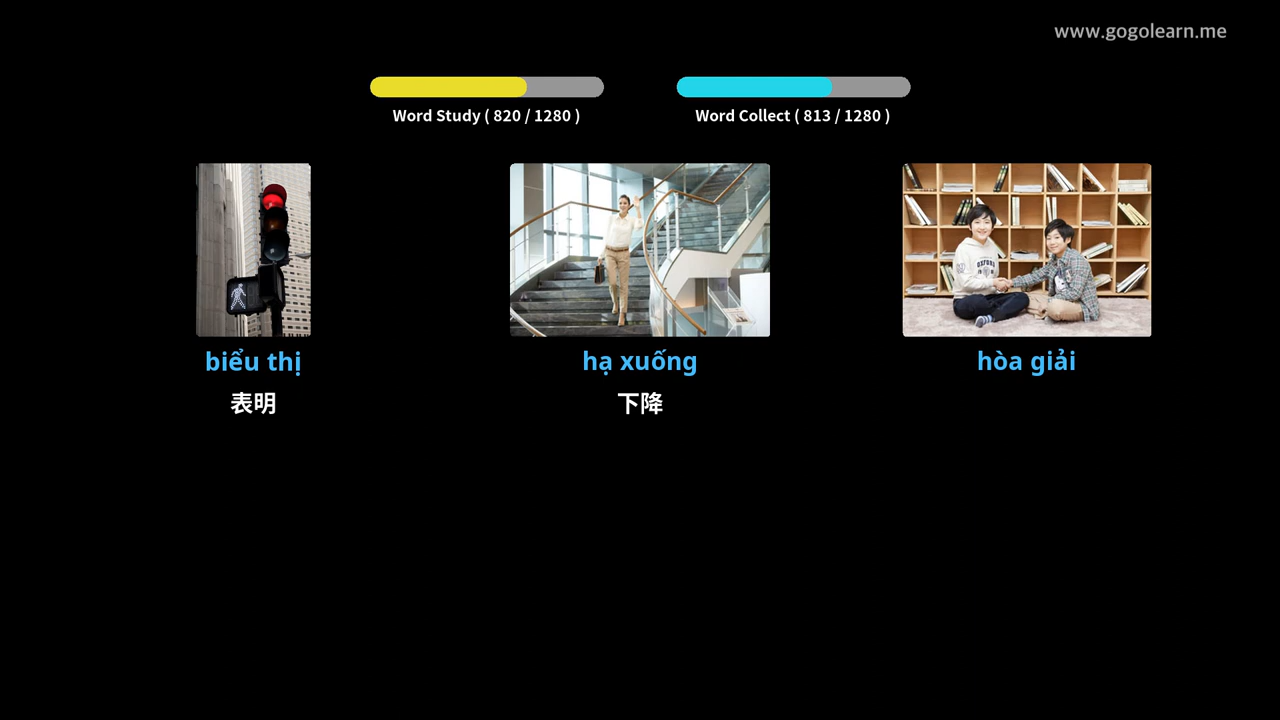 www.gogolearn.me
Word Study ( 820 / 1280 )
Word Collect ( 813 / 1280 )
OXFORD
biểu thị
hạ xuống
hòa giải
表明
下降